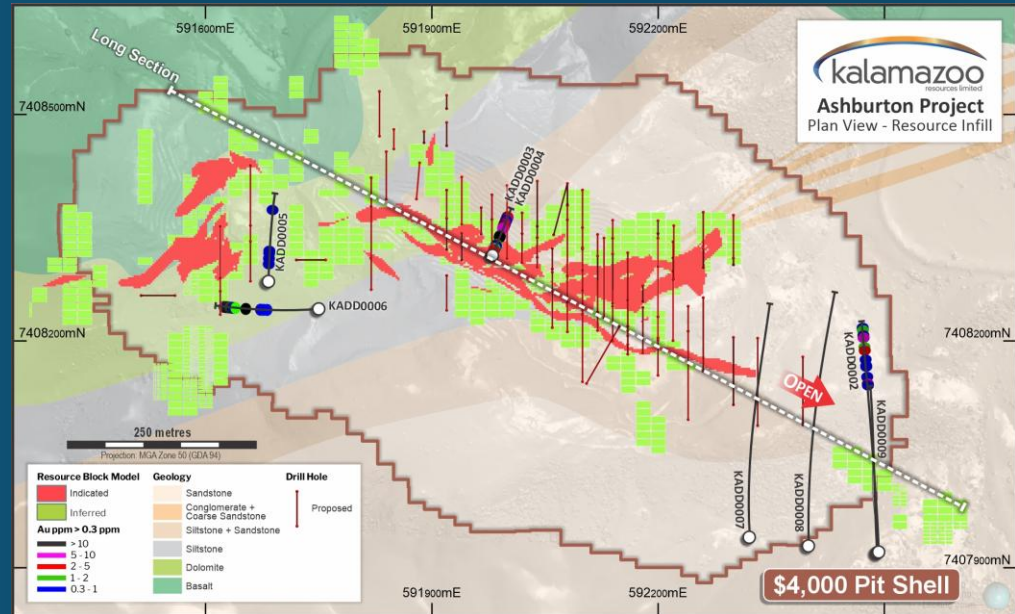 591600mE
591900mE
592200mE
kalamazoo
resources limited
Ashburton Project
Plan View - Resource Infill
Long Section
7408500mN
7408500mN
KADD0003
KADD0004
KADD0005
KADD0006
7408200mN
7408200mN
KADD0002
OPEN
KADD0009
KADD0007
KADD0008
250 metres
Projection: MGA Zone 50 (GDA 94)
Resource Block Model
Indicated
Inferred
Au ppm > 0.3 ppm
> 10
5 - 10
2 - 5
1 - 2
0.3 - 1
Geology
Sandstone
Conglomerate +
Coarse Sandstone
Siltstone + Sandstone
Siltstone
Dolomite
Basalt
Drill Hole
Proposed
7407900mN
591900mE
592200mE
$4,000 Pit Shell